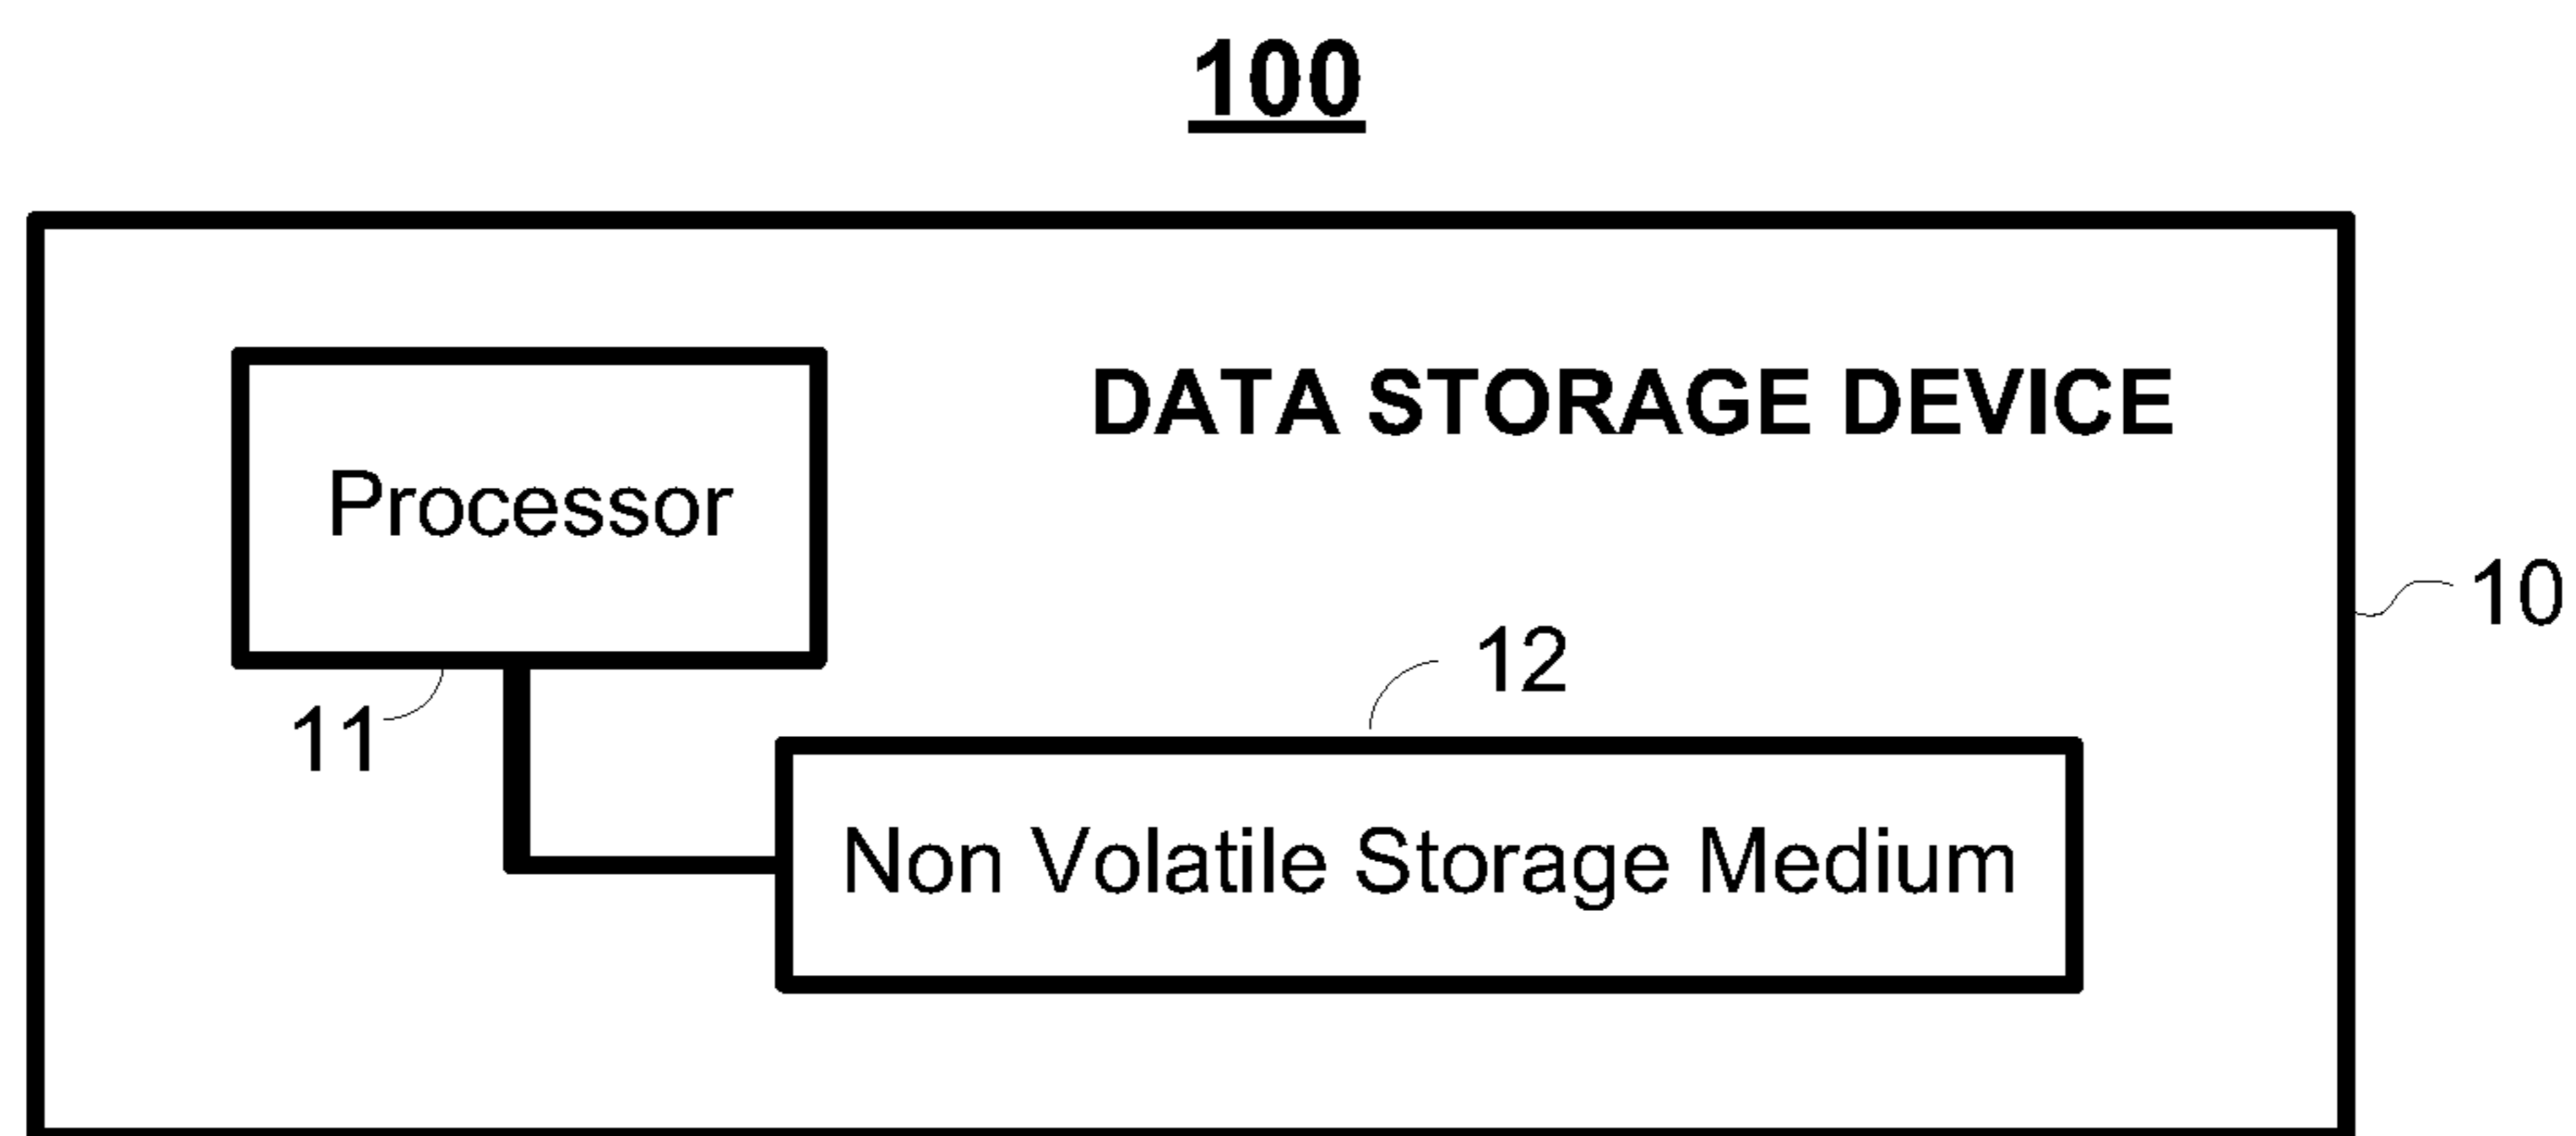 100
DATA STORAGE DEVICE
Processor
10
12
11
Non Volatile Storage Medium